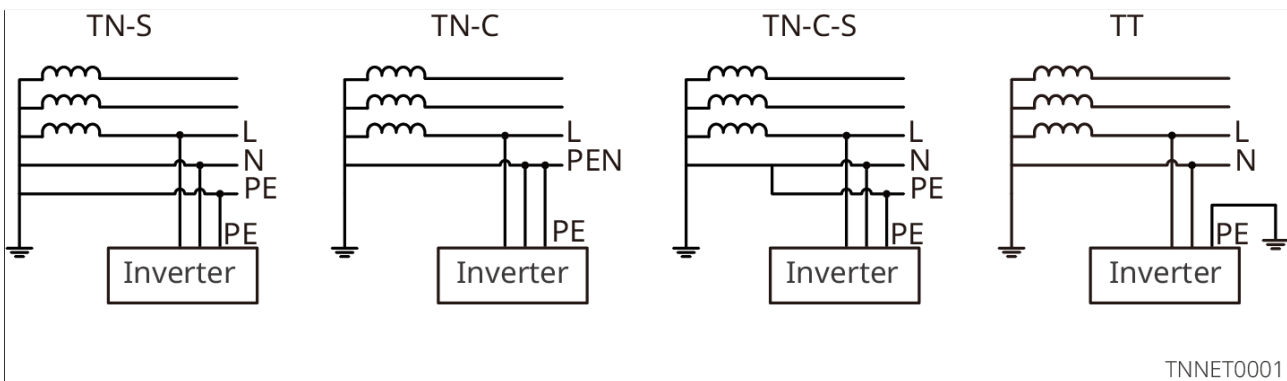 TN-S TN-C TN-C-S TT
L L L L
N PEN N N
PE PE
PE PE PE PE
Inverter Inverter Inverter Inverter
TNNET0001